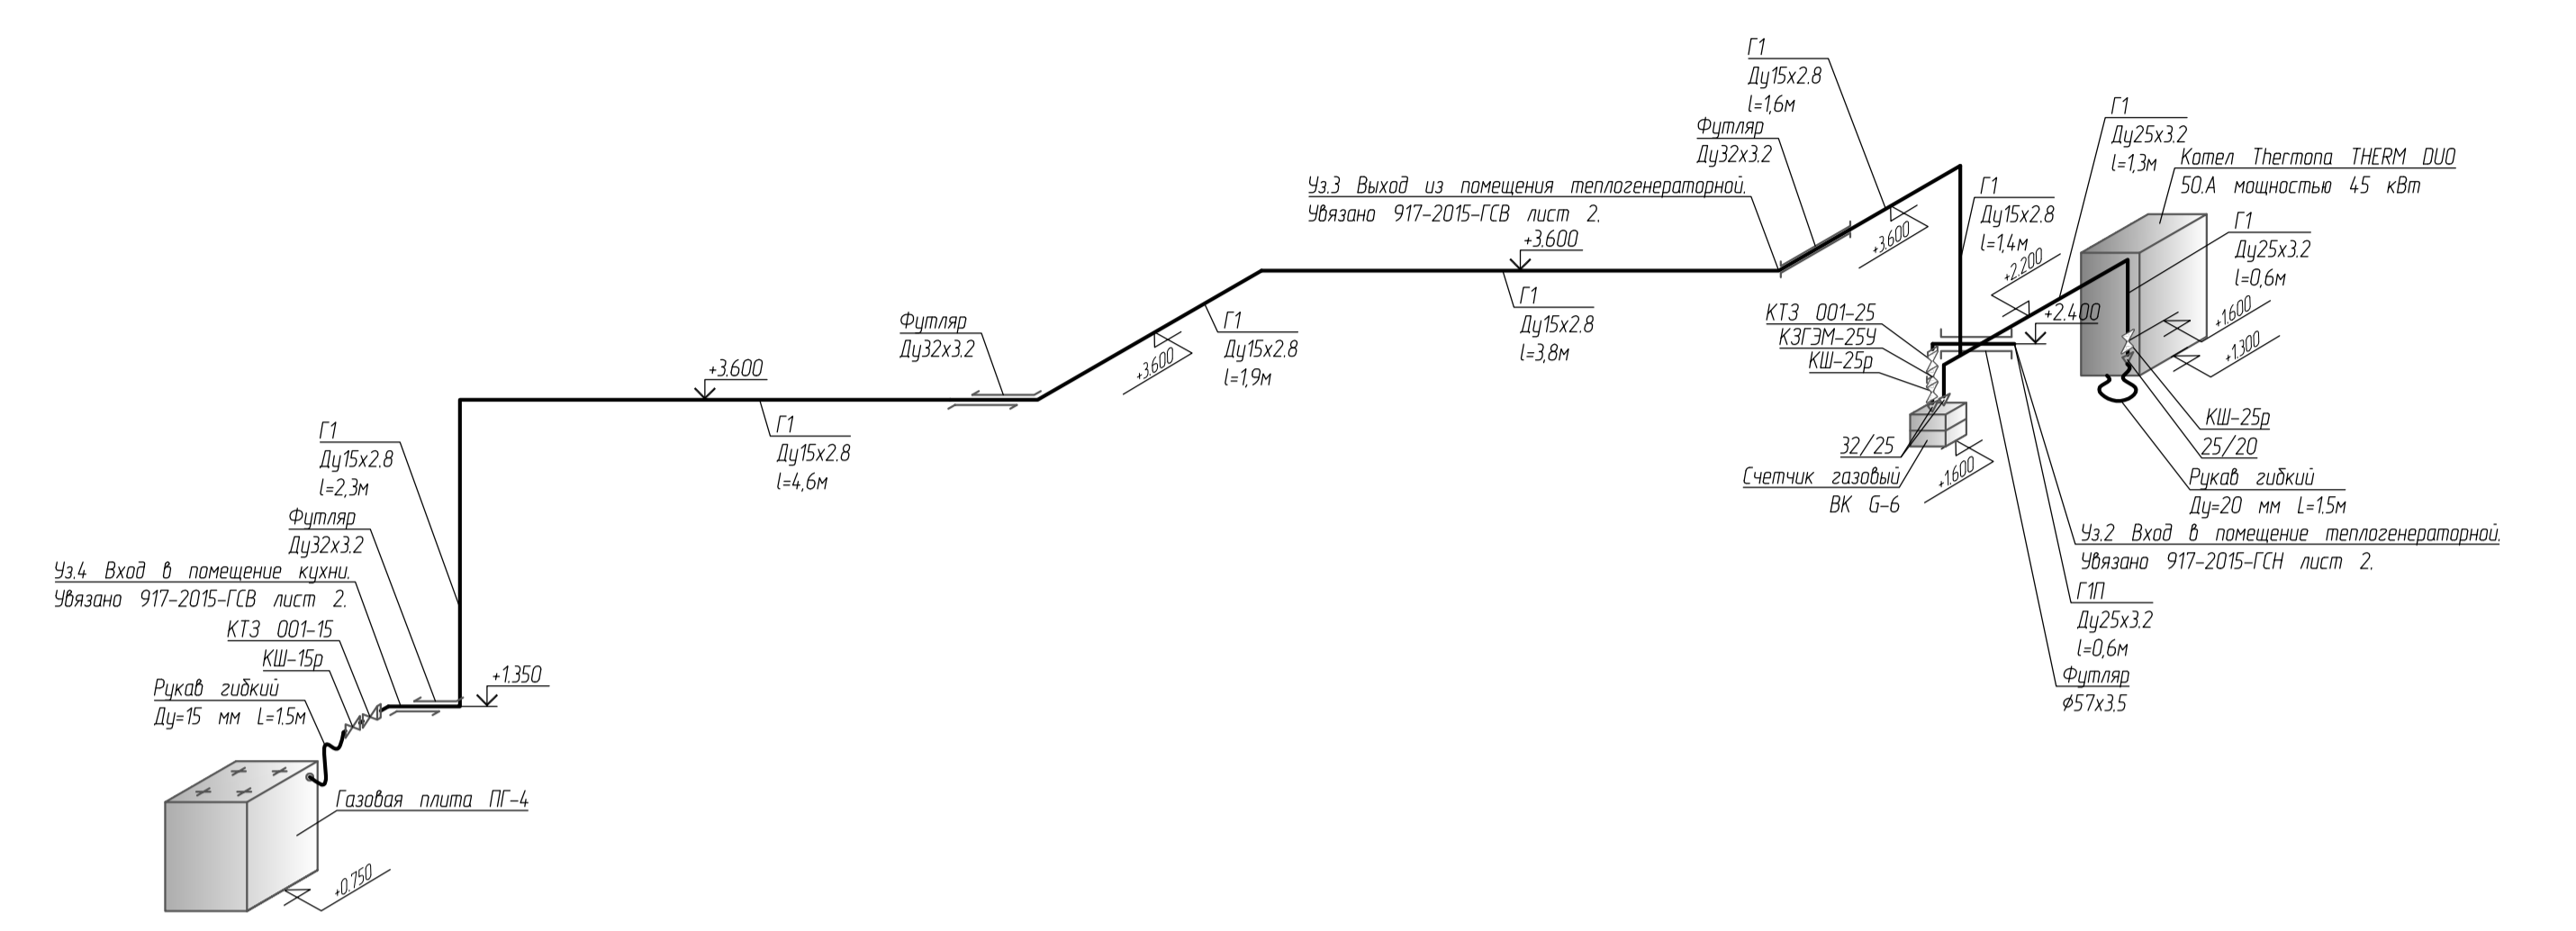 Г1
Ду15х2.8
l=1,6м
Футляр
Ду32х3.2
Уз.3 Выход из помещения теплогенераторной.
Увязано 917-2015-ГСВ лист 2.
+3.600
Г1
Ду15х2.8
l=3,8м
+3.600
Г1
Ду15х2.8
l=1,4м
+2.200
Г1
Ду25х3.2
l=1,3м
Котел Thermona THERM DUO
50.А мощностью 45 кВт
Г1
Ду25х3.2
l=0,6м
+1.600
+1.300
+2.400
КТЗ 001-25
КЗГЭМ-25У
КШ-25р
32/25
Счетчик газовый
ВК G-6
+1.600
КШ-25р
25/20
Рукав гибкий
Ду=20 мм L=1.5м
Уз.2 Вход в помещение теплогенераторной.
Увязано 917-2015-ГСН лист 2.
Г1П
Ду25х3.2
l=0,6м
Футляр
ϕ57х3.5
Футляр
Ду32х3.2
Г1
Ду15х2.8
l=1,9м
+3.600
+3.600
Г1
Ду15х2.8
l=4,6м
Г1
Ду15х2.8
l=2,3м
Футляр
Ду32х3.2
Уз.4 Вход в помещение кухни.
Увязано 917-2015-ГСВ лист 2.
КТЗ 001-15
КШ-15р
+1.350
Рукав гибкий
Ду=15 мм L=1.5м
Газовая плита ПГ-4
+0.750